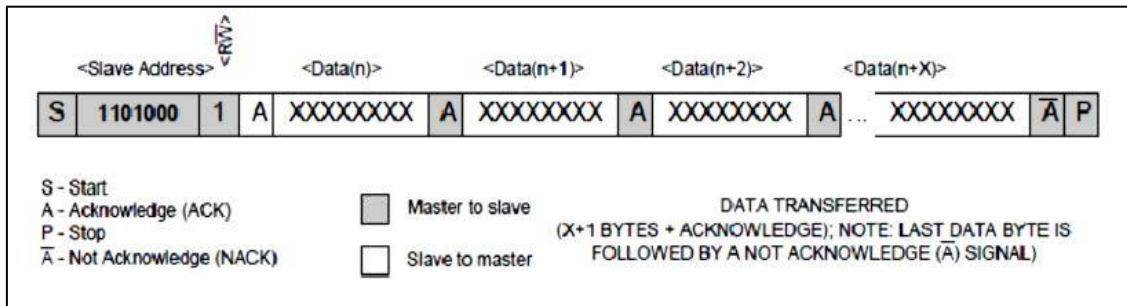 <RW̅>
<Slave Address> <Data(n)> <Data(n+1)> <Data(n+2)> <Data(n+X)>
S 1101000 1 A XXXXXXXX A XXXXXXXX A XXXXXXXX A ... XXXXXXXX A̅ P
S - Start
A - Acknowledge (ACK)
P - Stop
A̅ - Not Acknowledge (NACK)
Master to slave
Slave to master
DATA TRANSFERRED
(X+1 BYTES + ACKNOWLEDGE); NOTE: LAST DATA BYTE IS
FOLLOWED BY A NOT ACKNOWLEDGE (A̅) SIGNAL)